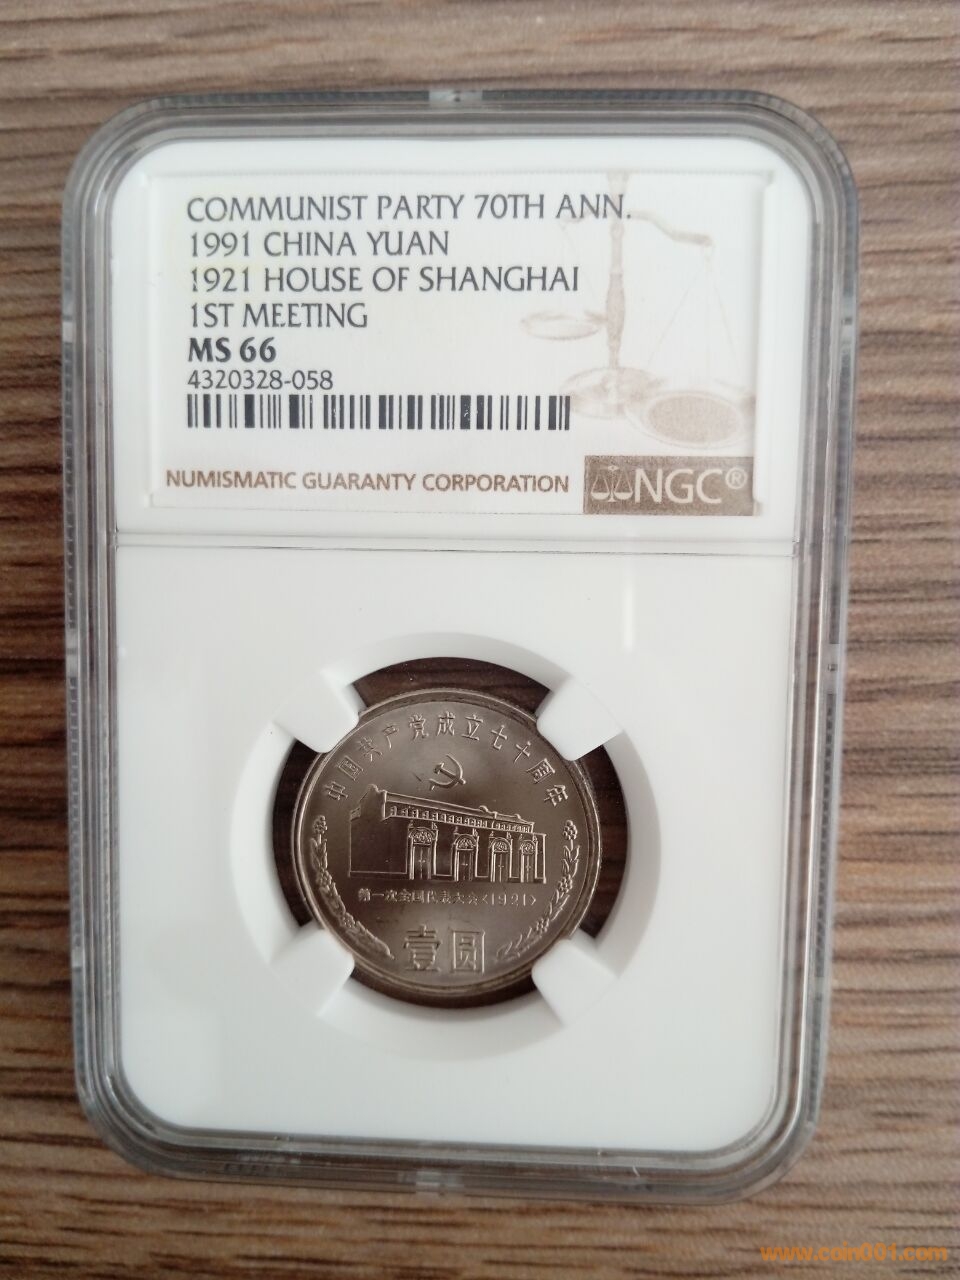 COMMUNIST PARTY 70TH ANN.
1991 CHINA YUAN
1921 HOUSE OF SHANGHAI
1ST MEETING
MS 66
4320328-058
NUMISMATIC GUARANTY CORPORATION
NGC®
中国共产党成立七十周年
第一次全国代表大会<1921>
壹圆
www.coin001.com